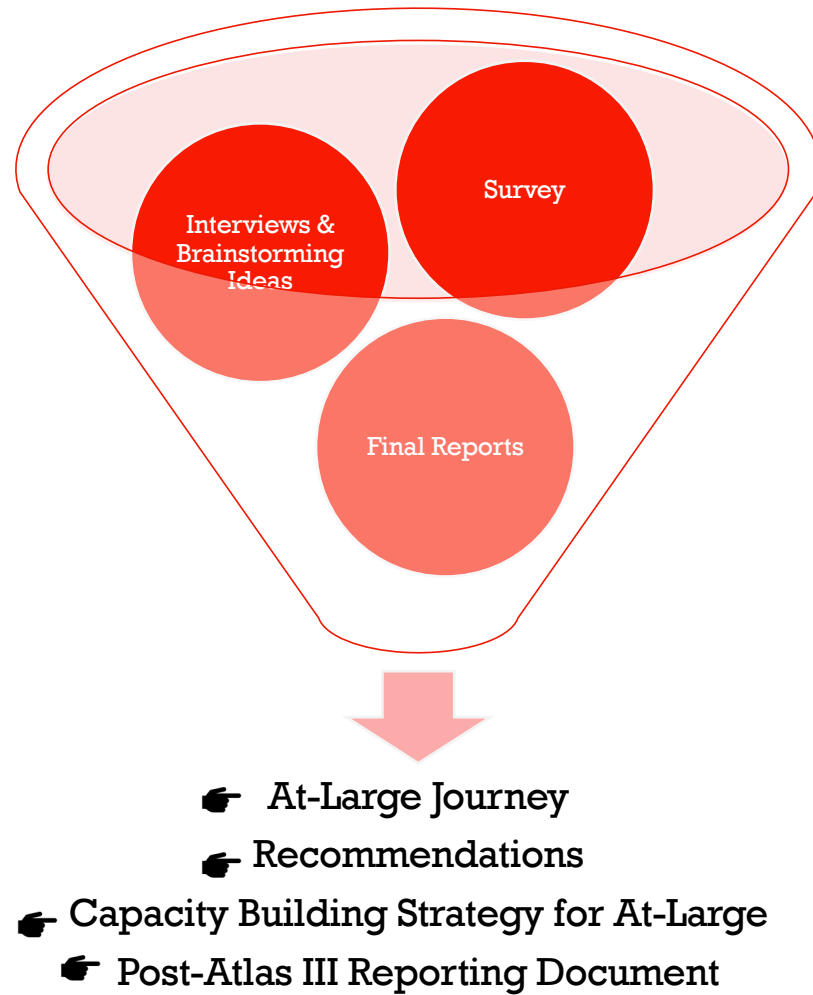 Survey
Interviews &
Brainstorming
Ideas
Final Reports
At-Large Journey
Recommendations
Capacity Building Strategy for At-Large
Post-Atlas III Reporting Document